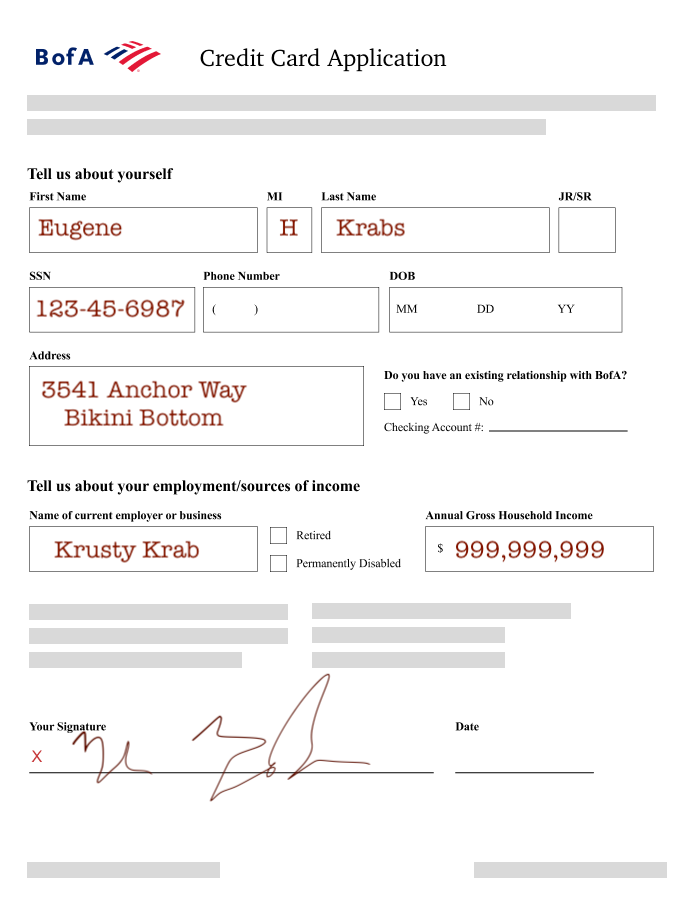 BofA Credit Card Application
Tell us about yourself
First Name MI Last Name JR/SR
Eugene H Krabs
SSN Phone Number DOB
123-45-6987 ( ) MM DD YY
Address
3541 Anchor Way
Bikini Bottom
Do you have an existing relationship with BofA?
Yes No
Checking Account #:
Tell us about your employment/sources of income
Name of current employer or business
Krusty Krab
Retired
Permanently Disabled
Annual Gross Household Income
$ 999,999,999
Your Signature
X
Date